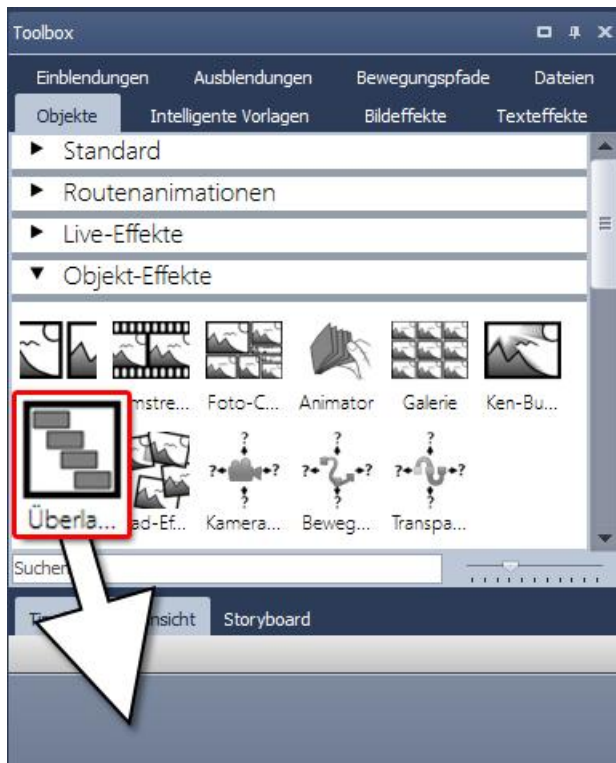 Toolbox
Einblendungen Ausblendungen Bewegungspfade Dateien
Objekte Intelligente Vorlagen Bildeffekte Texteffekte
Standard
Routenanimationen
Live-Effekte
Objekt-Effekte
mstre... Foto-C... Animator Galerie Ken-Bu...
? ? ?
? ? ? ? ? ?
? ? ?
Überla... ad-Ef... Kamera... Beweg... Transpa...
Suchen
nsicht Storyboard